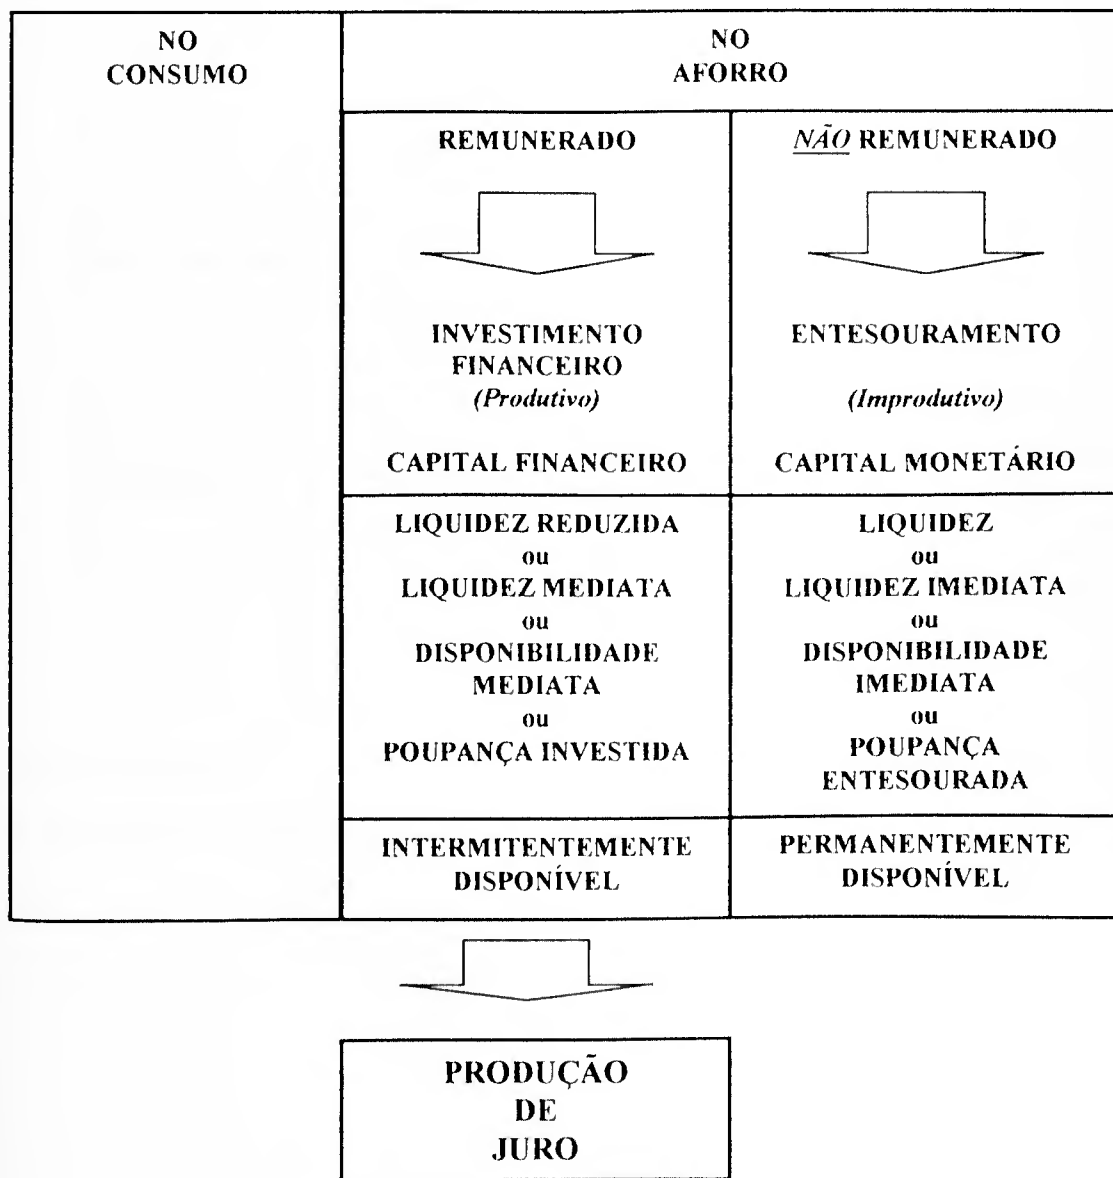 NO
CONSUMO
NO
AFORRO
REMUNERADO
INVESTIMENTO
FINANCEIRO
(Produtivo)
CAPITAL FINANCEIRO
NÃO REMUNERADO
ENTESOURAMENTO
(Improdutivo)
CAPITAL MONETÁRIO
LIQUIDEZ REDUZIDA
ou
LIQUIDEZ MEDIATA
ou
DISPONIBILIDADE
MEDIATA
ou
POUPANÇA INVESTIDA
LIQUIDEZ
ou
LIQUIDEZ IMEDIATA
ou
DISPONIBILIDADE
IMEDIATA
ou
POUPANÇA
ENTESOURADA
INTERMITENTEMENTE
DISPONÍVEL
PERMANENTEMENTE
DISPONÍVEL
PRODUÇÃO
DE
JURO